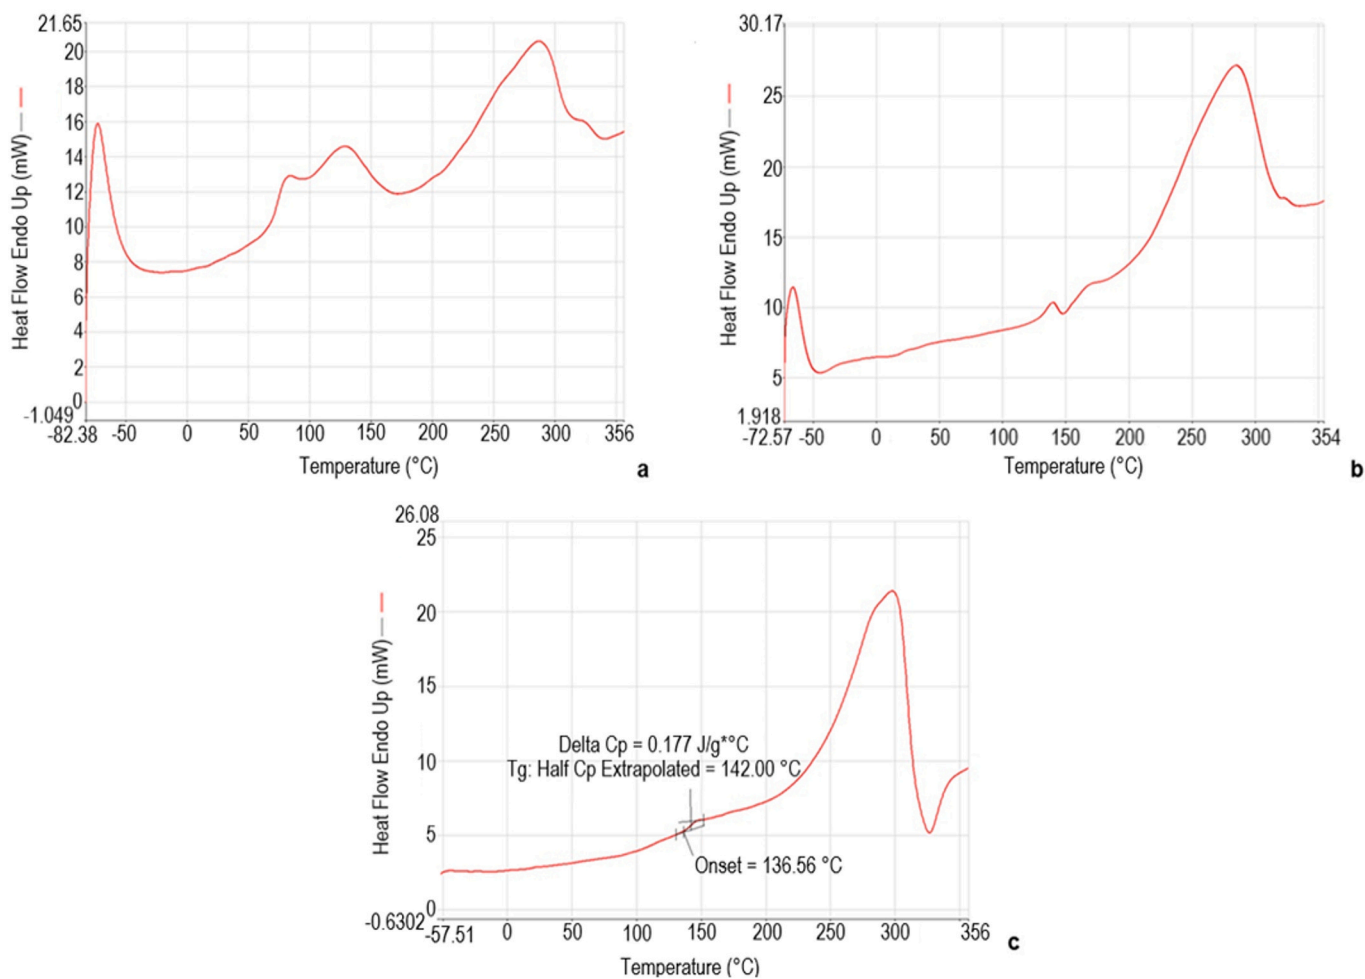 21.65
20
18
16
14
12
10
8
6
4
2
0
-1.049
-82.38 -50 0 50 100 150 200 250 300 356
Heat Flow Endo Up (mW)
Temperature (°C)
a
30.17
25
20
15
10
5
1.918
-72.57 -50 0 50 100 150 200 250 300 354
Heat Flow Endo Up (mW)
Temperature (°C)
b
26.08
25
20
15
10
5
0
-0.6302
-57.51 0 50 100 150 200 250 300 356
Heat Flow Endo Up (mW)
Delta Cp = 0.177 J/g*°C
Tg: Half Cp Extrapolated = 142.00 °C
Onset = 136.56 °C
Temperature (°C)
c